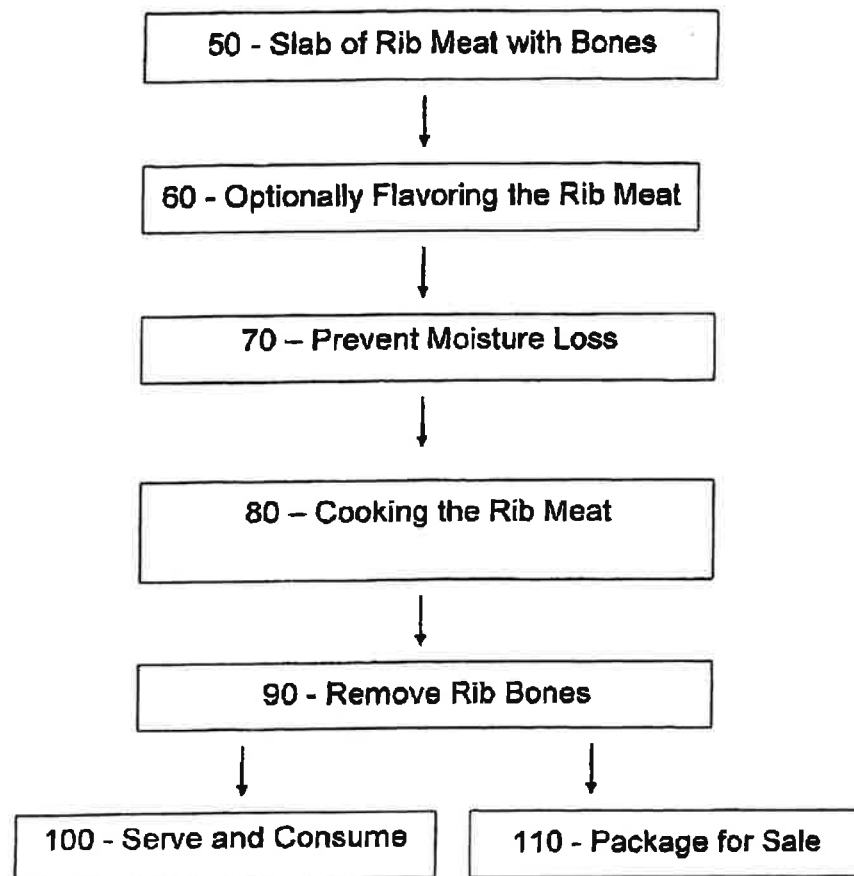 50 - Slab of Rib Meat with Bones
60 - Optionally Flavoring the Rib Meat
70 – Prevent Moisture Loss
80 – Cooking the Rib Meat
90 - Remove Rib Bones
100 - Serve and Consume
110 - Package for Sale